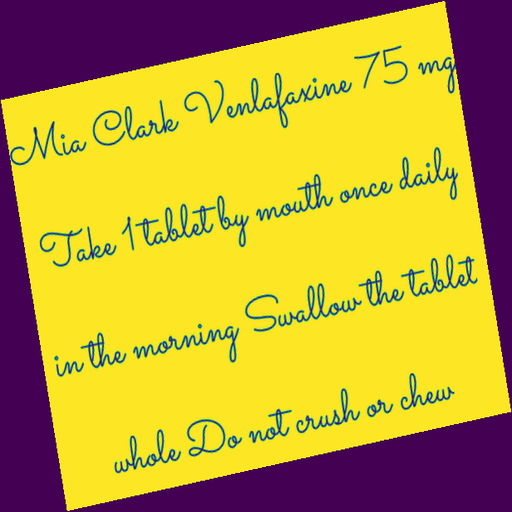 Mia Clark Venlafaxine 75 mg
Take 1 tablet by mouth once daily
in the morning Swallow the tablet
whole Do not crush or chew